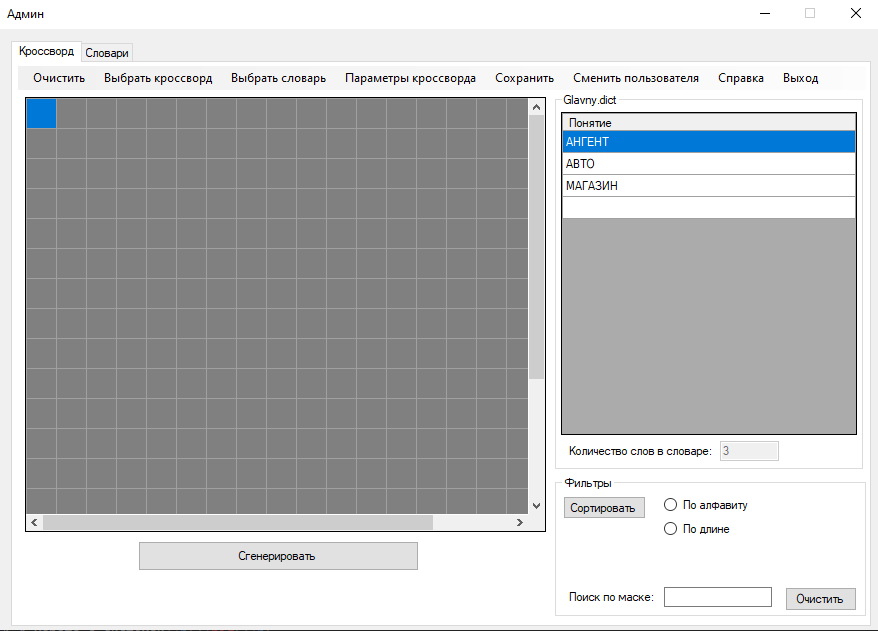 Админ
Кроссворд Словари
Очистить Выбрать кроссворд Выбрать словарь Параметры кроссворда Сохранить Сменить пользователя Справка Выход
Glavny.dict
Понятие
АНГЕНТ
АВТО
МАГАЗИН
Количество слов в словаре: 3
Фильтры
Сортировать По алфавиту
По длине
Сгенерировать
Поиск по маске: Очистить